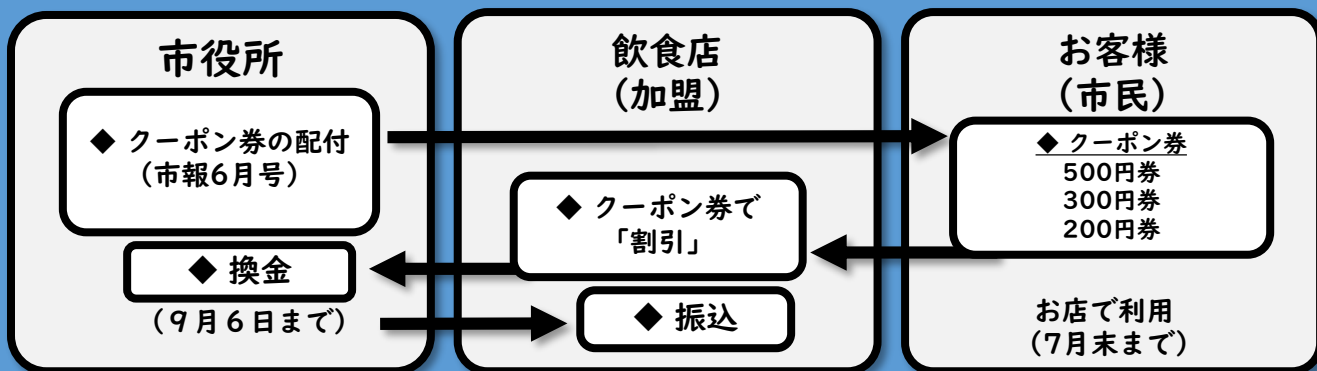 市役所
◆ クーポン券の配付
(市報6月号)
◆ 換金
(9月6日まで)
飲食店
(加盟)
◆ クーポン券で
「割引」
◆ 振込
お客様
(市民)
◆ クーポン券
500円券
300円券
200円券
お店で利用
(7月末まで)